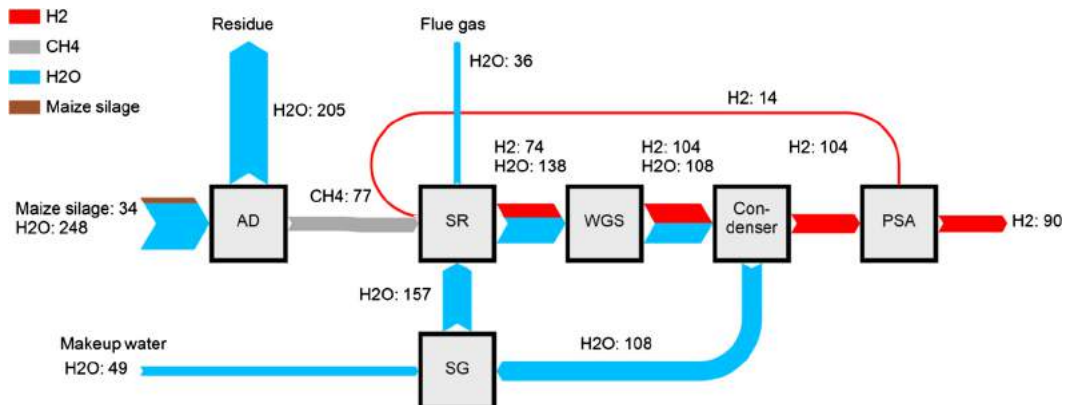 H2
CH4
H2O
Maize silage
Residue
Flue gas
H2O: 36
H2O: 205
H2: 14
H2: 74
H2O: 138
H2: 104
H2O: 108
H2: 104
CH4: 77
Maize silage: 34
H2O: 248
AD
SR
WGS
Con-
denser
PSA
H2: 90
H2O: 157
Makeup water
H2O: 49
SG
H2O: 108